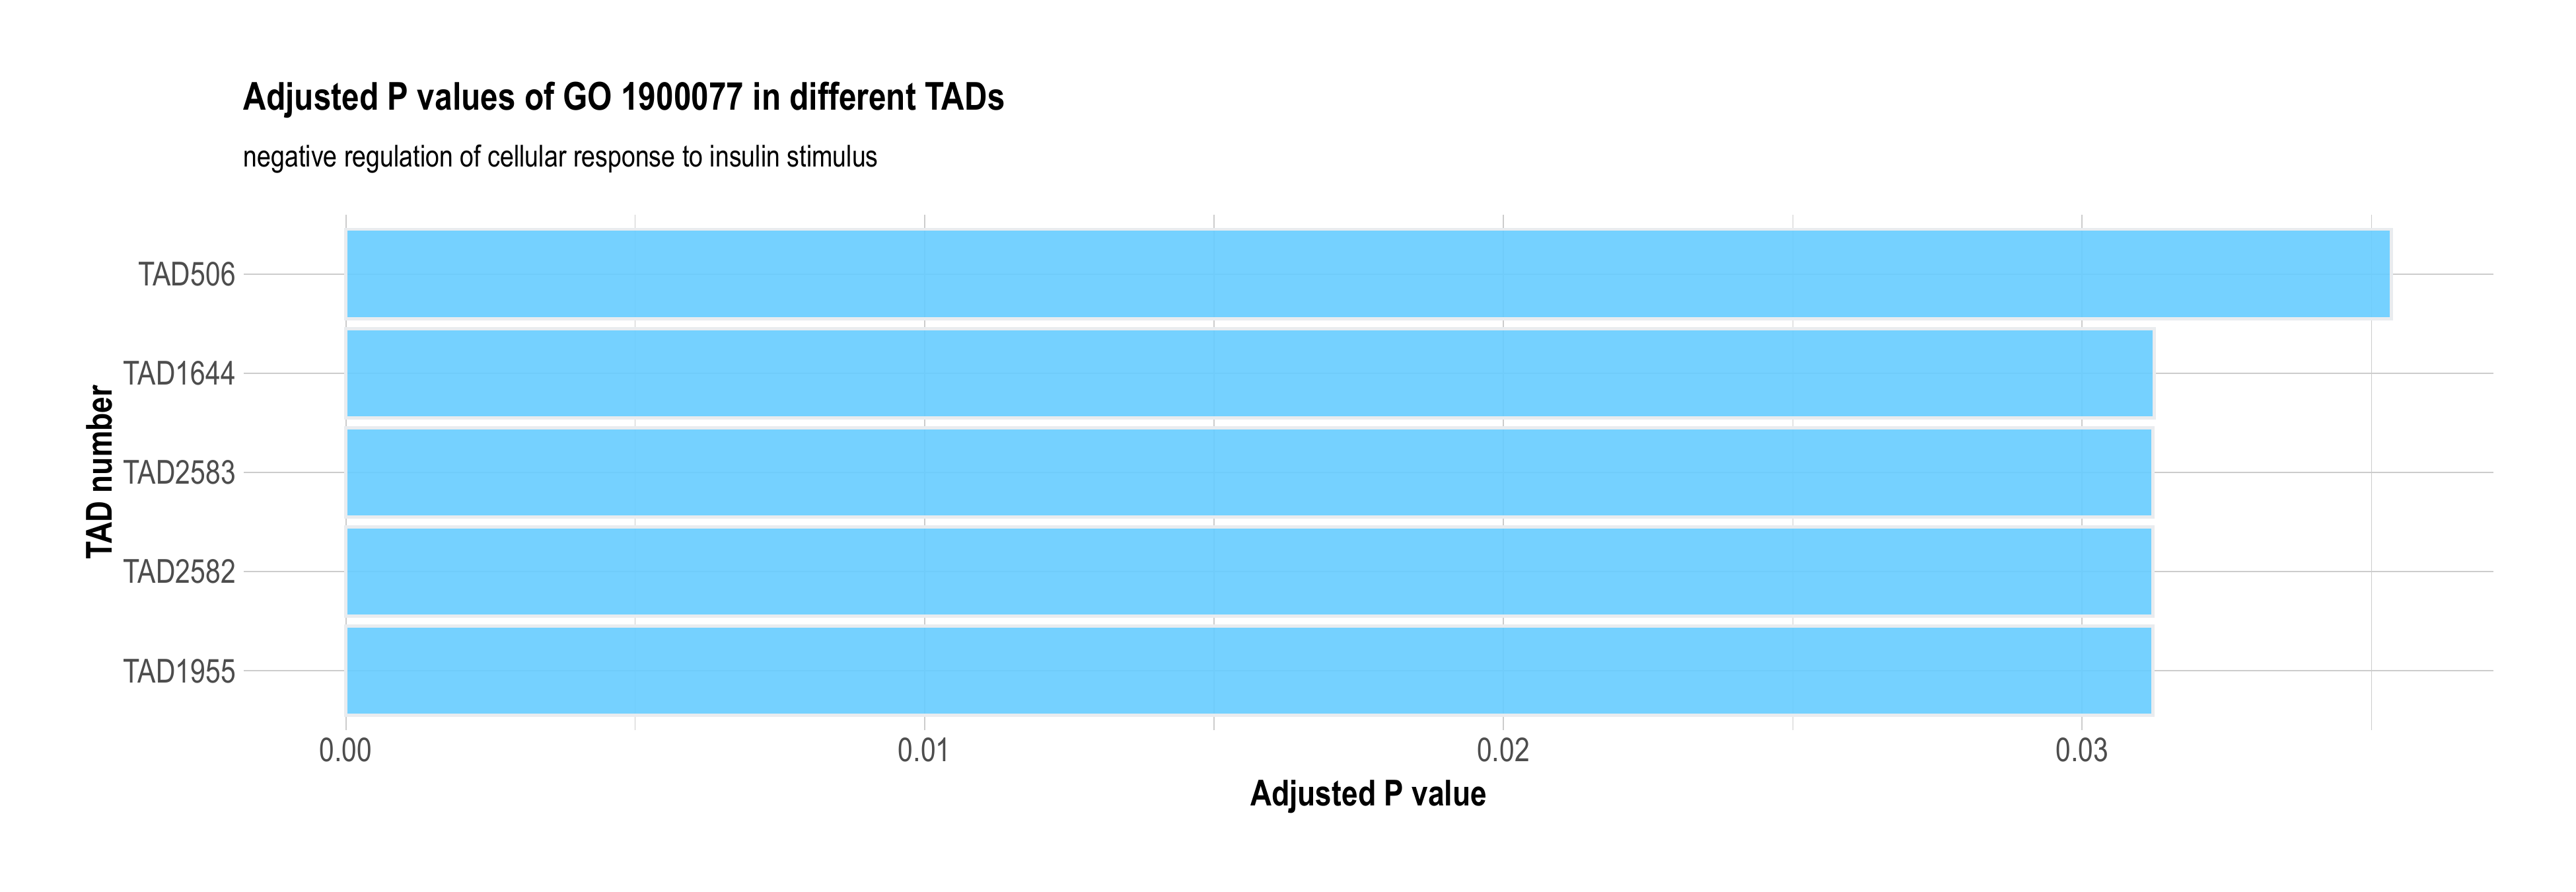 Adjusted P values of GO 1900077 in different TADs
negative regulation of cellular response to insulin stimulus
TAD number
TAD506
TAD1644
TAD2583
TAD2582
TAD1955
0.00 0.01 0.02 0.03
Adjusted P value